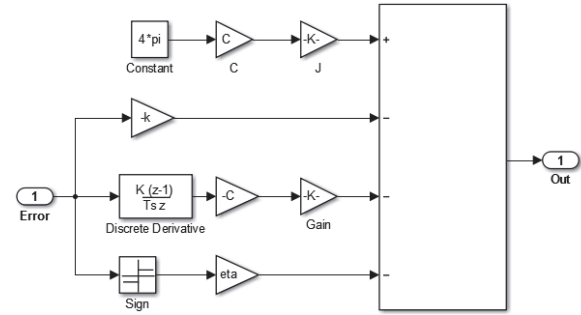 4*pi
C
-K-
+
Constant
C
J
-k
−
1
Error
K (z-1)
Ts z
-C
-K-
−
1
Out
Discrete Derivative
Gain
eta
−
Sign